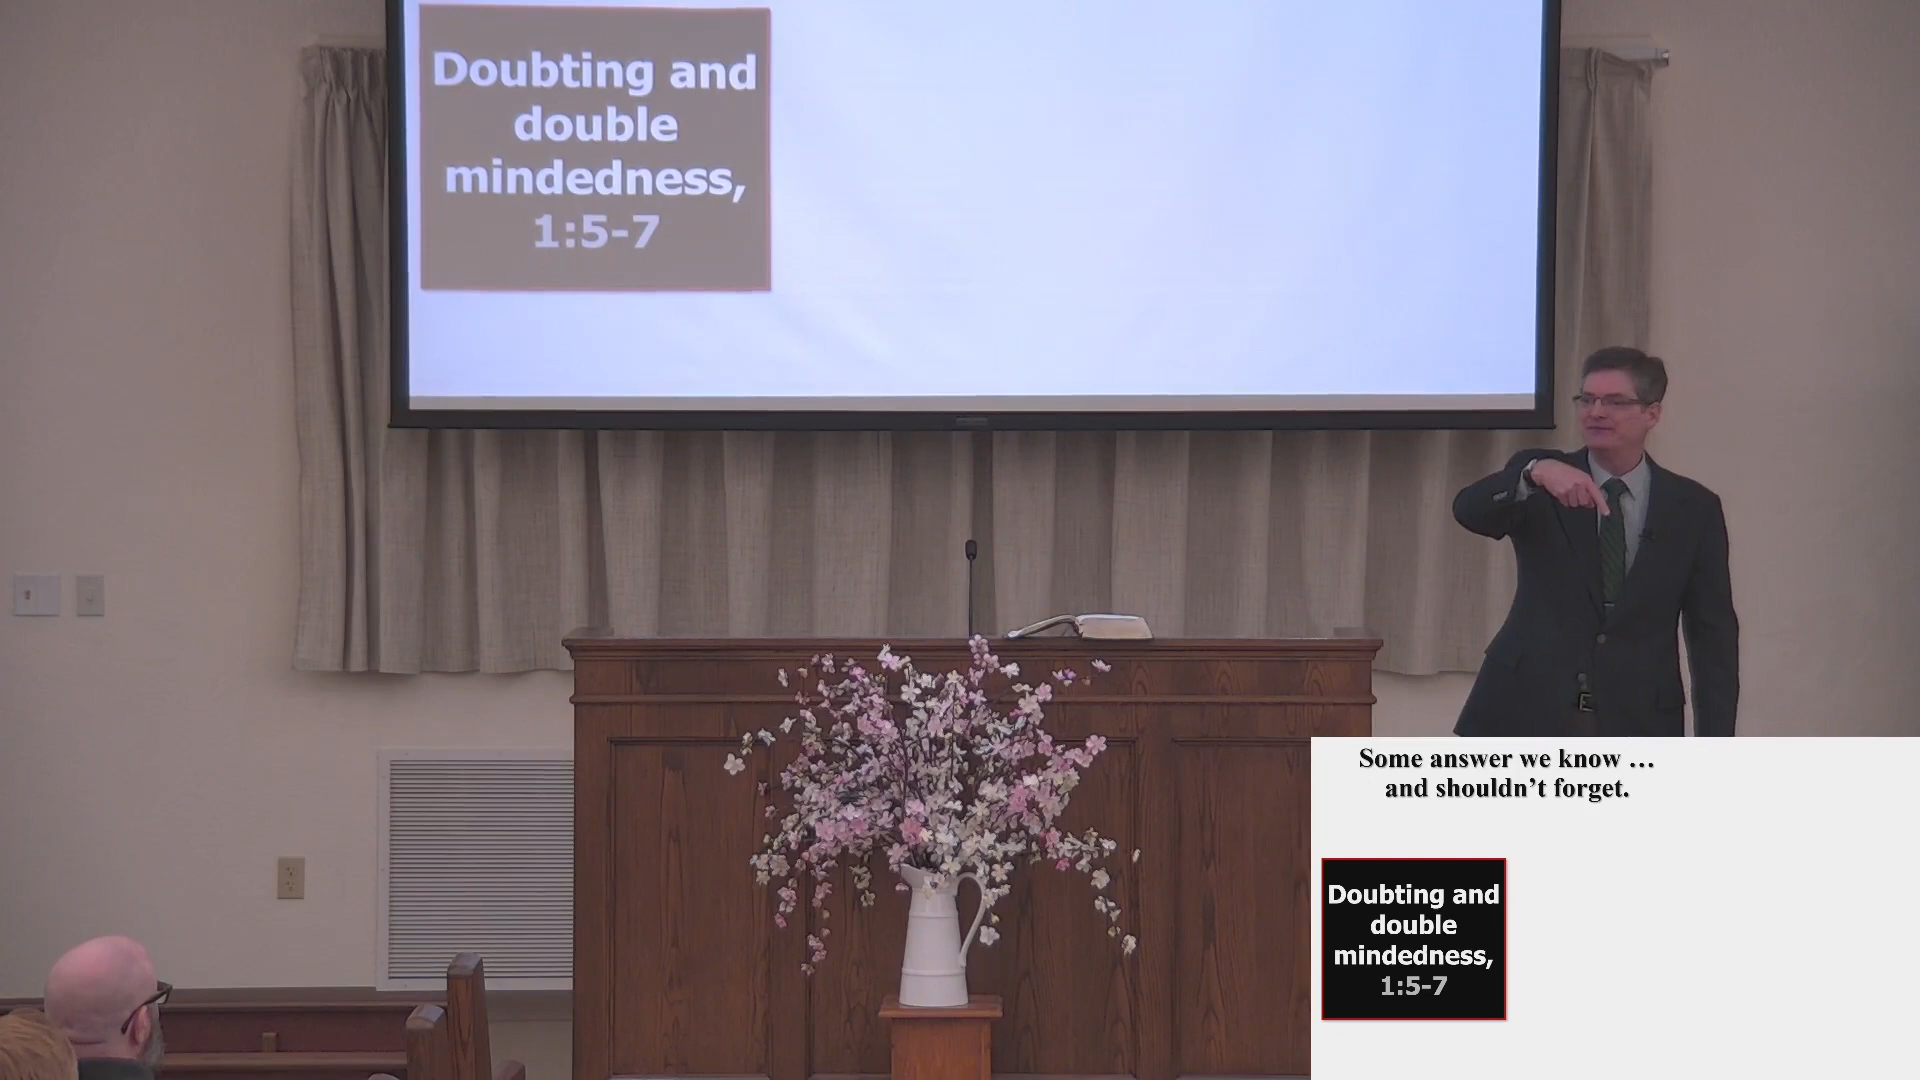 Doubting and
double
mindedness,
1:5-7
Some answer we know …
and shouldn’t forget.
Doubting and
double
mindedness,
1:5-7